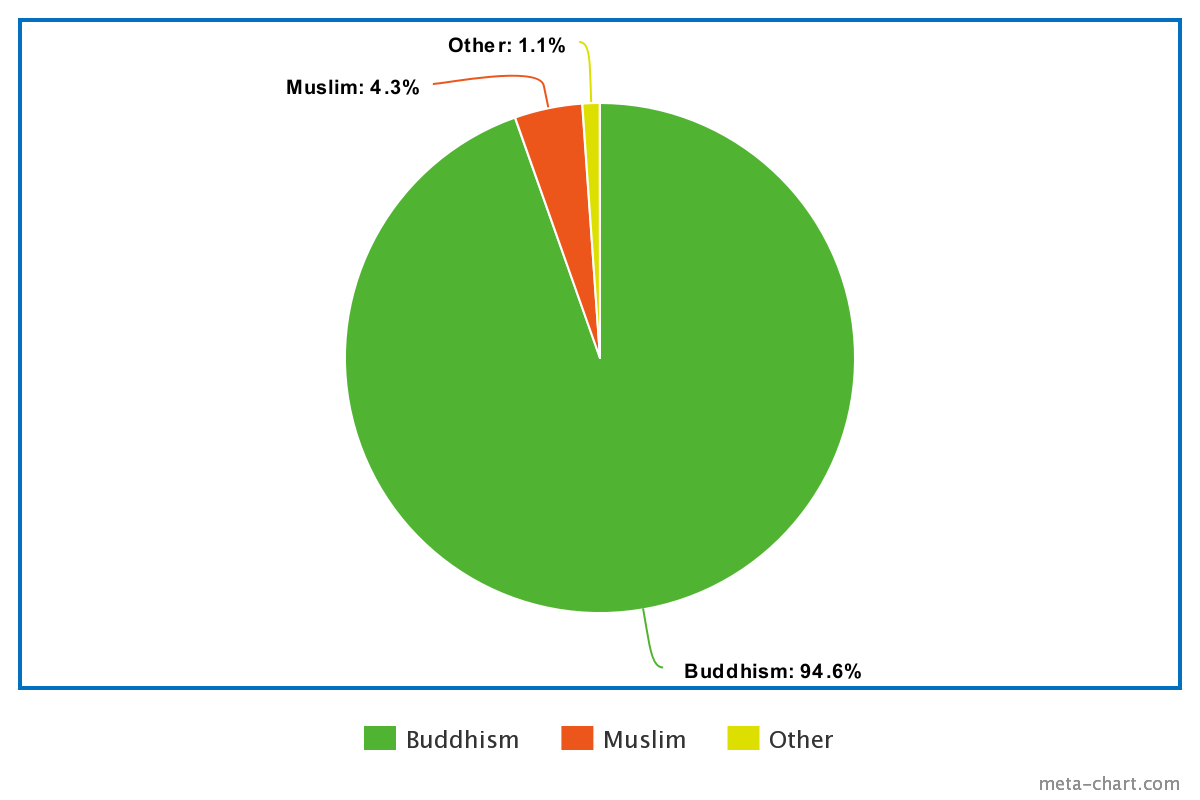 Other: 1.1%
Muslim: 4.3%
Buddhism: 94.6%
Buddhism Muslim Other
meta-chart.com